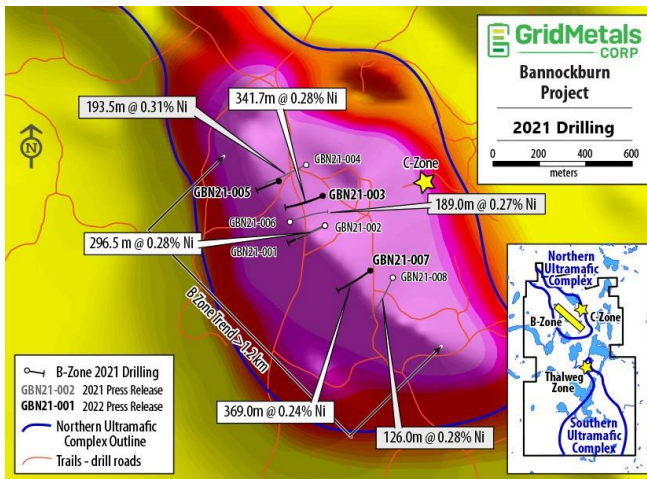 GridMetals
CORP.
Bannockburn
Project
2021 Drilling
0 200 400 600
meters
193.5m @ 0.31% Ni
341.7m @ 0.28% Ni
GBN21-004
C-Zone
N
GBN21-005
GBN21-003
189.0m @ 0.27% Ni
GBN21-006
GBN21-002
296.5 m @ 0.28% Ni
GBN21-001
GBN21-007
GBN21-008
B-Zone Trend > 1.2 km
369.0m @ 0.24% Ni
126.0m @ 0.28% Ni
B-Zone 2021 Drilling
GBN21-002 2021 Press Release
GBN21-001 2022 Press Release
Northern Ultramafic
Complex Outline
Trails - drill roads
Northern
Ultramafic
Complex
B-Zone
C-Zone
Thalweg
Zone
Southern
Ultramafic
Complex